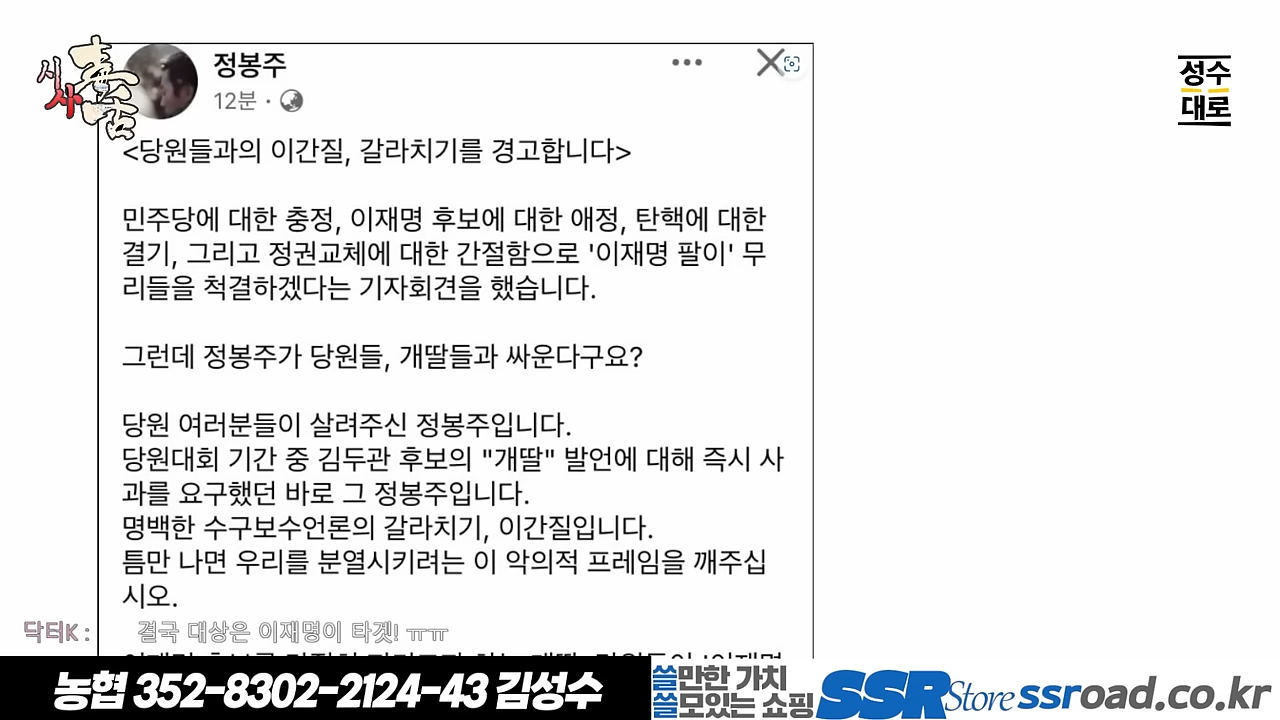 시사
정봉주
12분
성수
대로
<당원들과의 이간질, 갈라치기를 경고합니다>
민주당에 대한 충정, 이재명 후보에 대한 애정, 탄핵에 대한
결기, 그리고 정권교체에 대한 간절함으로 '이재명 팔이' 무
리들을 척결하겠다는 기자회견을 했습니다.
그런데 정봉주가 당원들, 개딸들과 싸운다구요?
당원 여러분들이 살려주신 정봉주입니다.
당원대회 기간 중 김두관 후보의 "개딸" 발언에 대해 즉시 사
과를 요구했던 바로 그 정봉주입니다.
명백한 수구보수언론의 갈라치기, 이간질입니다.
틈만 나면 우리를 분열시키려는 이 악의적 프레임을 깨주십
시오.
닥터K : 결국 대상은 이재명이 타겟! ㅠㅠ
농협 352-8302-2124-43 김성수
쓸만한 가치
쓸모있는 쇼핑
SSR Store ssroad.co.kr